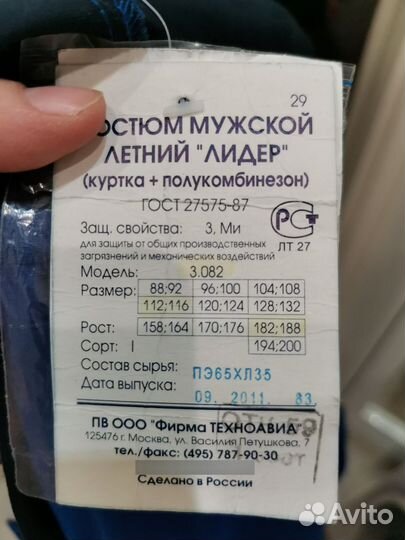 29
КОСТЮМ МУЖСКОЙ
ЛЕТНИЙ "ЛИДЕР"
(куртка + полукомбинезон)
ГОСТ 27575-87
Защ. свойства: З, Ми
для защиты от общих производственных
загрязнений и механических воздействий
РСТ
ЛТ 27
Модель: 3.082
Размер: 88;92 96;100 104;108
112;116 120;124 128;132
Рост: 158;164 170;176 182;188
Сорт: I 194;200
Состав сырья: ПЭ65ХЛ35
Дата выпуска: 09. 2011. 83.
ПВ ООО "Фирма ТЕХНОАВИА"
125476 г. Москва, ул. Василия Петушкова, 7
тел./факс: (495) 787-90-30
Сделано в России
Avito